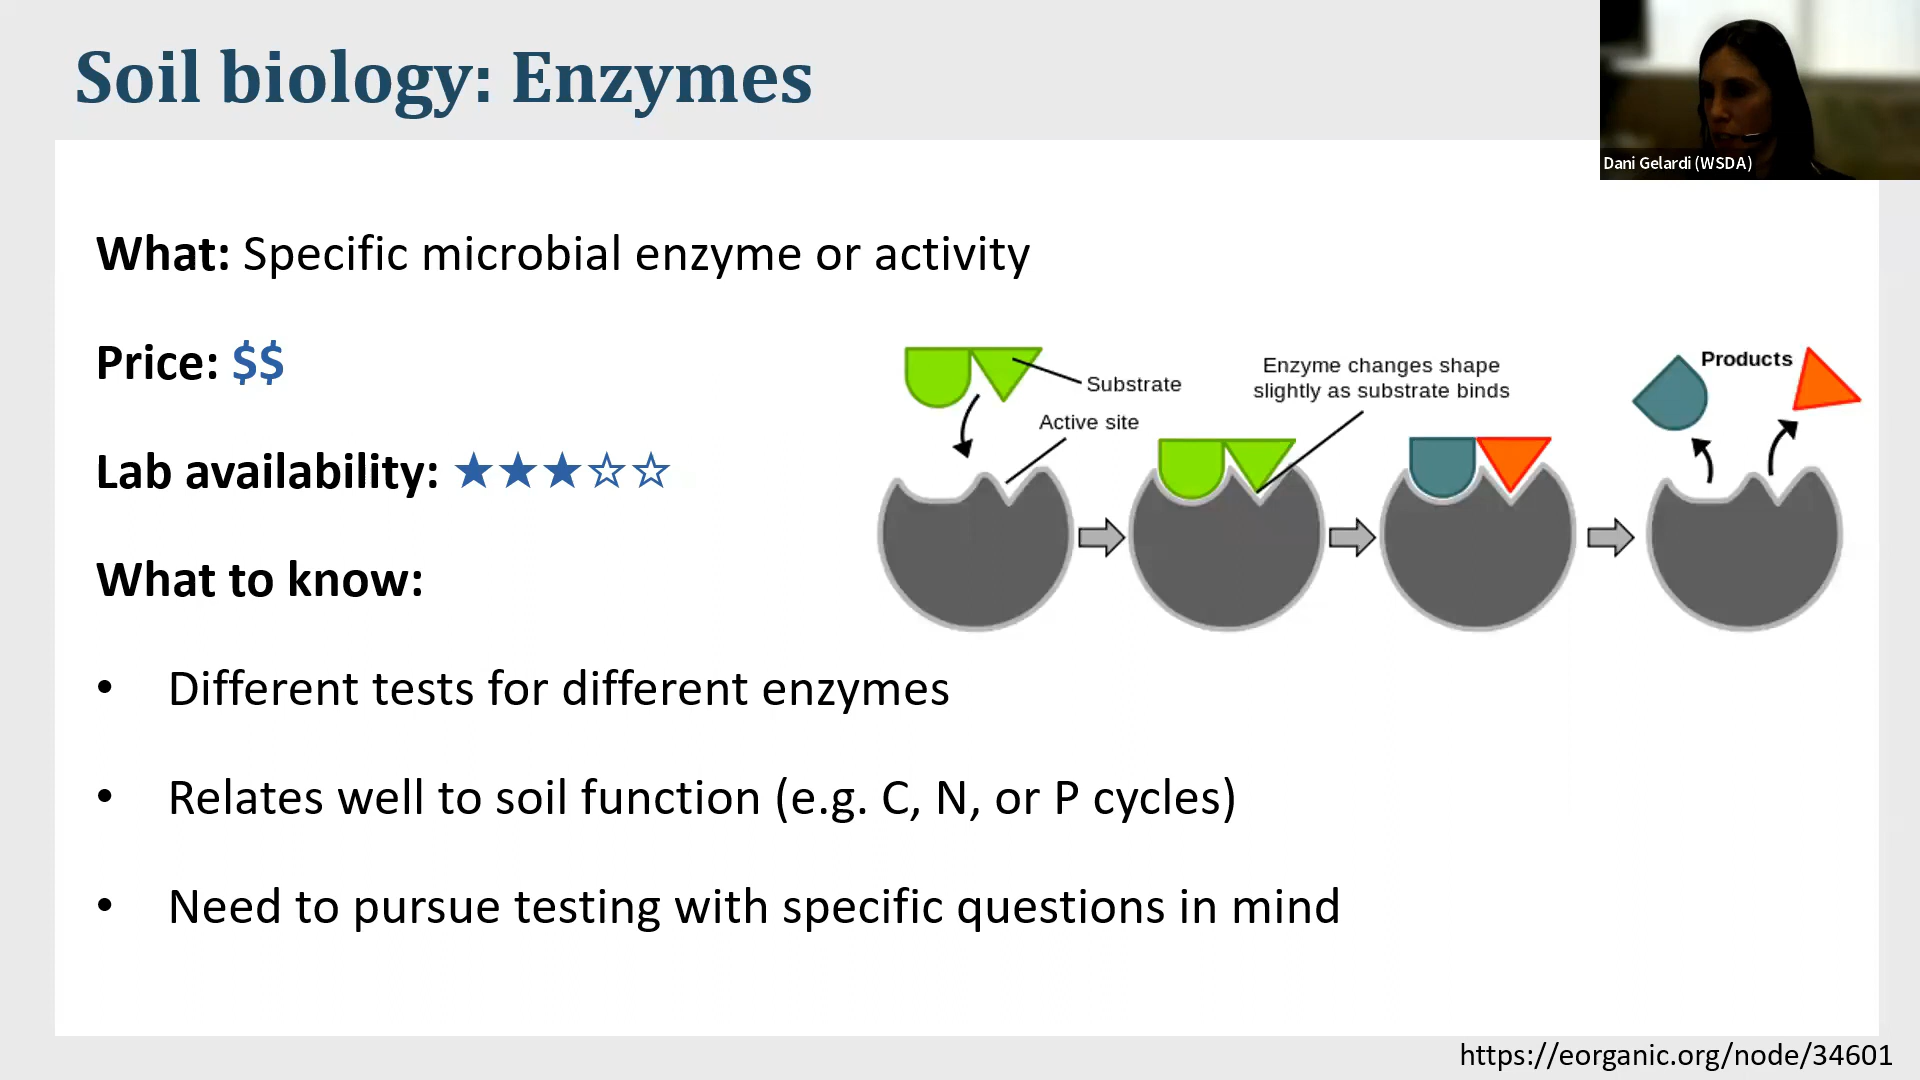 Soil biology: Enzymes
Dani Gelardi (WSDA)
What: Specific microbial enzyme or activity
Price: $$
Lab availability: ★★★☆☆
What to know:
• Different tests for different enzymes
• Relates well to soil function (e.g. C, N, or P cycles)
• Need to pursue testing with specific questions in mind
Substrate
Active site
Enzyme changes shape
slightly as substrate binds
Products
https://eorganic.org/node/34601